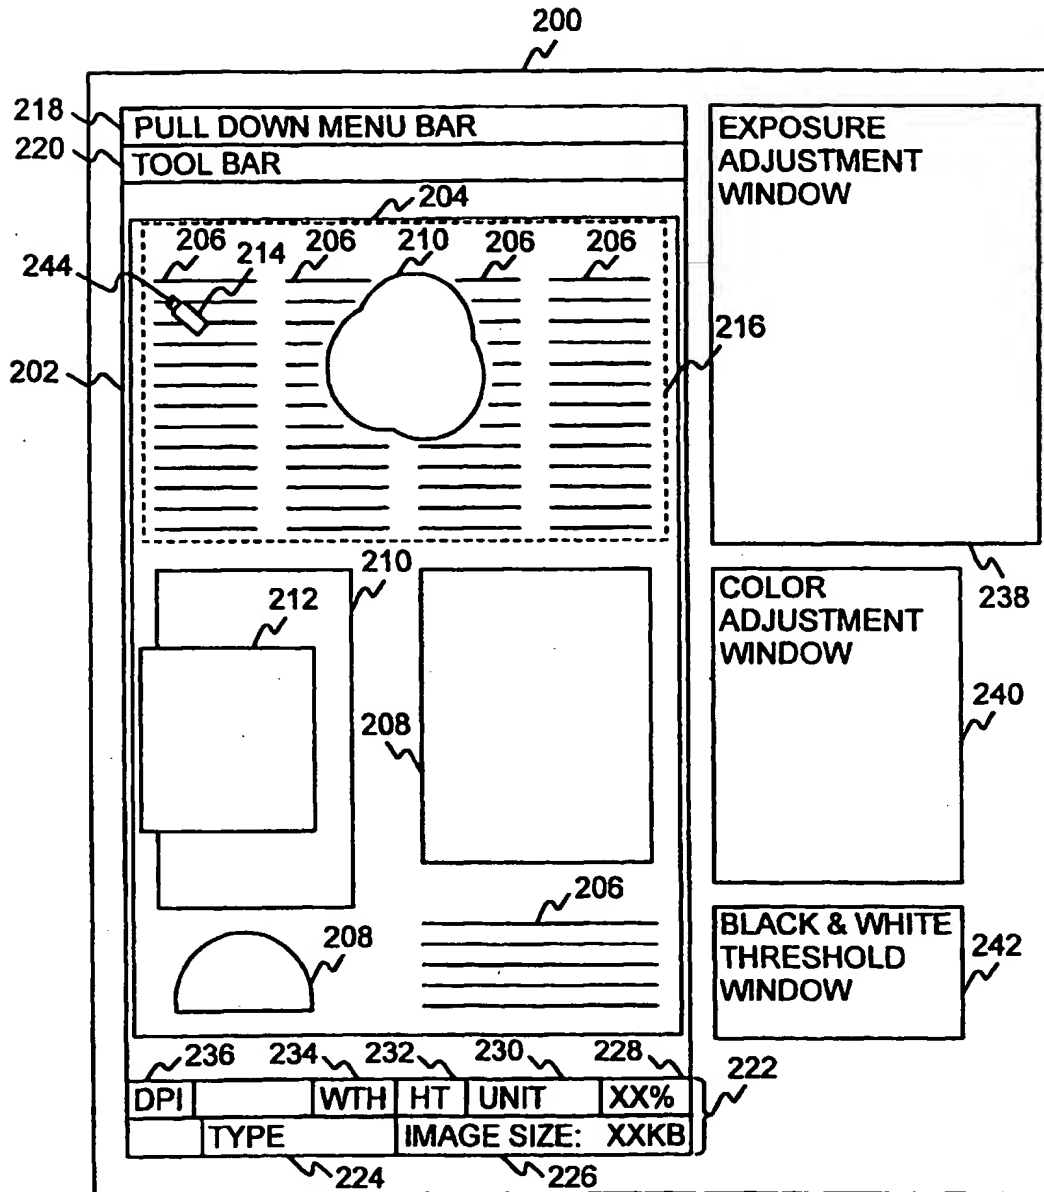 200
218
PULL DOWN MENU BAR
EXPOSURE
ADJUSTMENT
WINDOW
220
TOOL BAR
204
206
206
210
206
206
244
214
216
202
238
210
212
COLOR
ADJUSTMENT
WINDOW
208
240
206
208
BLACK & WHITE
THRESHOLD
WINDOW
242
236
234
232
230
228
222
DPI
WTH
HT
UNIT
XX%
TYPE
IMAGE SIZE: XXKB
224
226